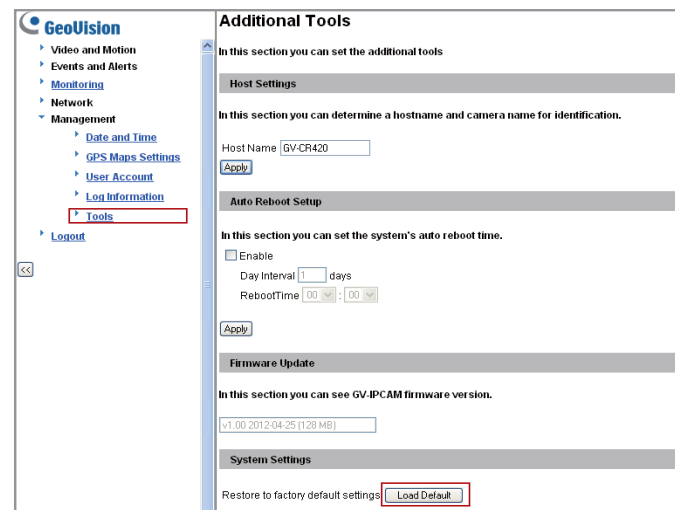 GeoVision
Video and Motion
Events and Alerts
Monitoring
Network
Management
Date and Time
GPS Maps Settings
User Account
Log Information
Tools
Logout
<<
Additional Tools
In this section you can set the additional tools
Host Settings
In this section you can determine a hostname and camera name for identification.
Host Name GV-CR420
Apply
Auto Reboot Setup
In this section you can set the system's auto reboot time.
Enable
Day Interval 1 days
RebootTime 00 : 00
Apply
Firmware Update
In this section you can see GV-IPCAM firmware version.
v1.00 2012-04-25 (128 MB)
System Settings
Restore to factory default settings Load Default